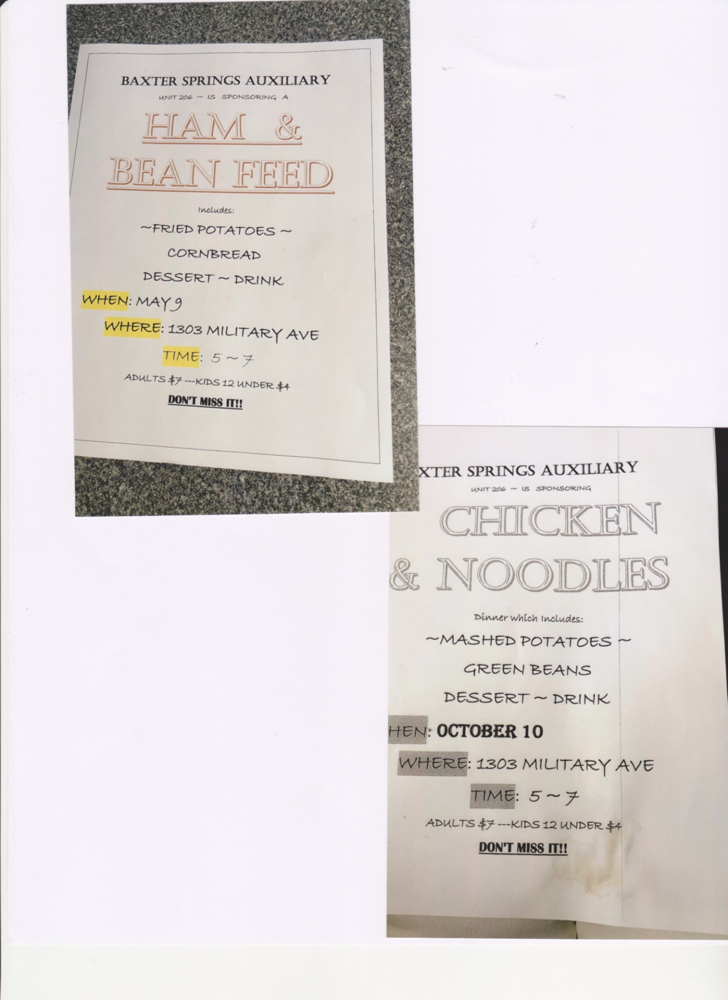 BAXTER SPRINGS AUXILIARY
UNIT 206 ~ IS SPONSORING A
HAM &
BEAN FEED
Includes:
~FRIED POTATOES ~
CORNBREAD
DESSERT ~ DRINK
WHEN: MAY 9
WHERE: 1303 MILITARY AVE
TIME: 5 ~ 7
ADULTS $7 ---KIDS 12 UNDER $4
DON'T MISS IT!!
XTER SPRINGS AUXILIARY
UNIT 206 ~ IS SPONSORING
CHICKEN
& NOODLES
Dinner which Includes:
~MASHED POTATOES ~
GREEN BEANS
DESSERT ~ DRINK
HEN: OCTOBER 10
WHERE: 1303 MILITARY AVE
TIME: 5 ~ 7
ADULTS $7 ---KIDS 12 UNDER $4
DON'T MISS IT!!